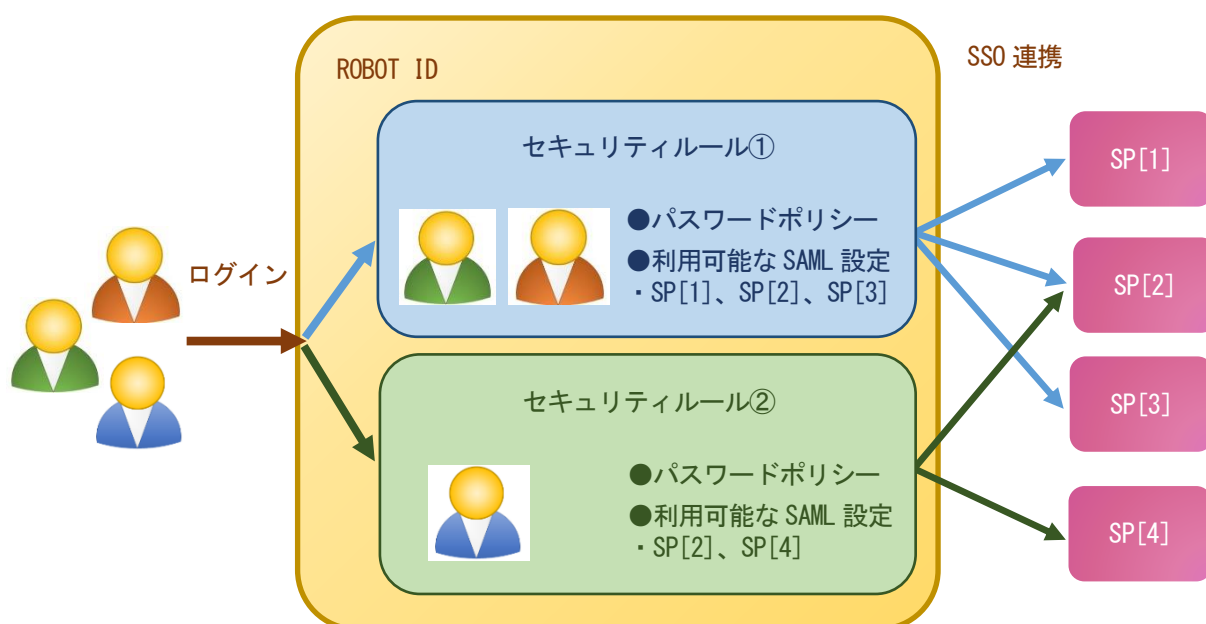 ROBOT ID
SSO 連携
セキュリティルール①
●パスワードポリシー
●利用可能な SAML 設定
・SP[1]、SP[2]、SP[3]
ログイン
セキュリティルール②
●パスワードポリシー
●利用可能な SAML 設定
・SP[2]、SP[4]
SP[1]
SP[2]
SP[3]
SP[4]